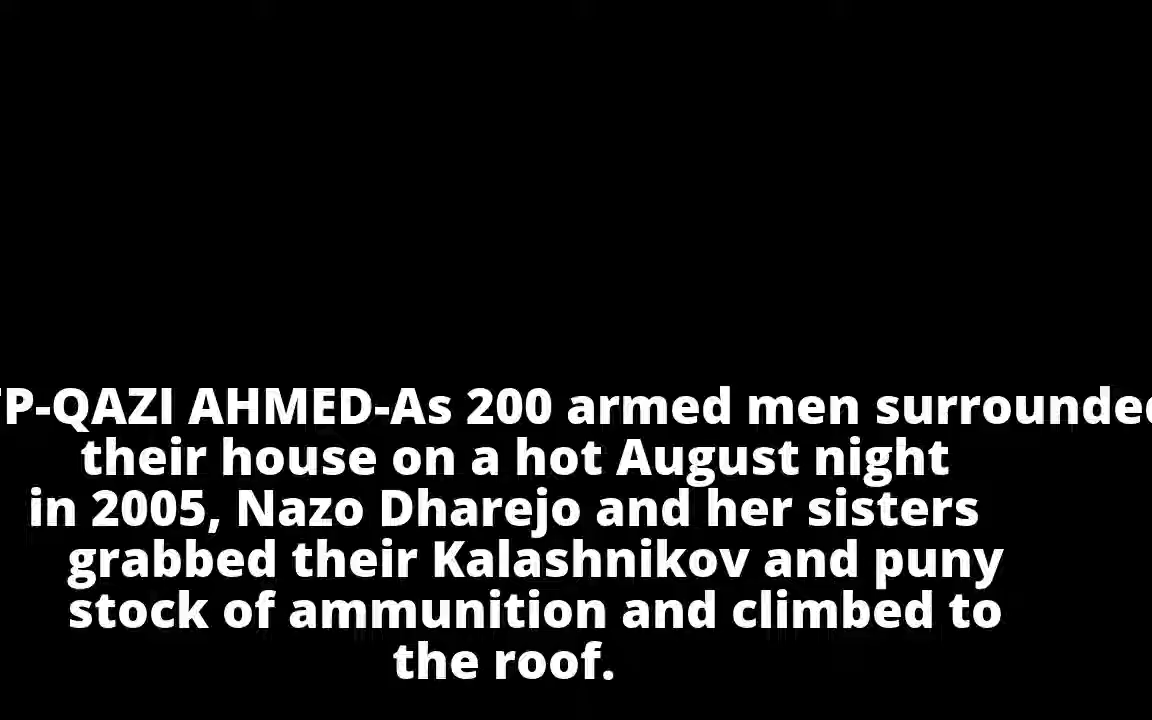 TP-QAZI AHMED-As 200 armed men surrounded
their house on a hot August night
in 2005, Nazo Dharejo and her sisters
grabbed their Kalashnikov and puny
stock of ammunition and climbed to
the roof.